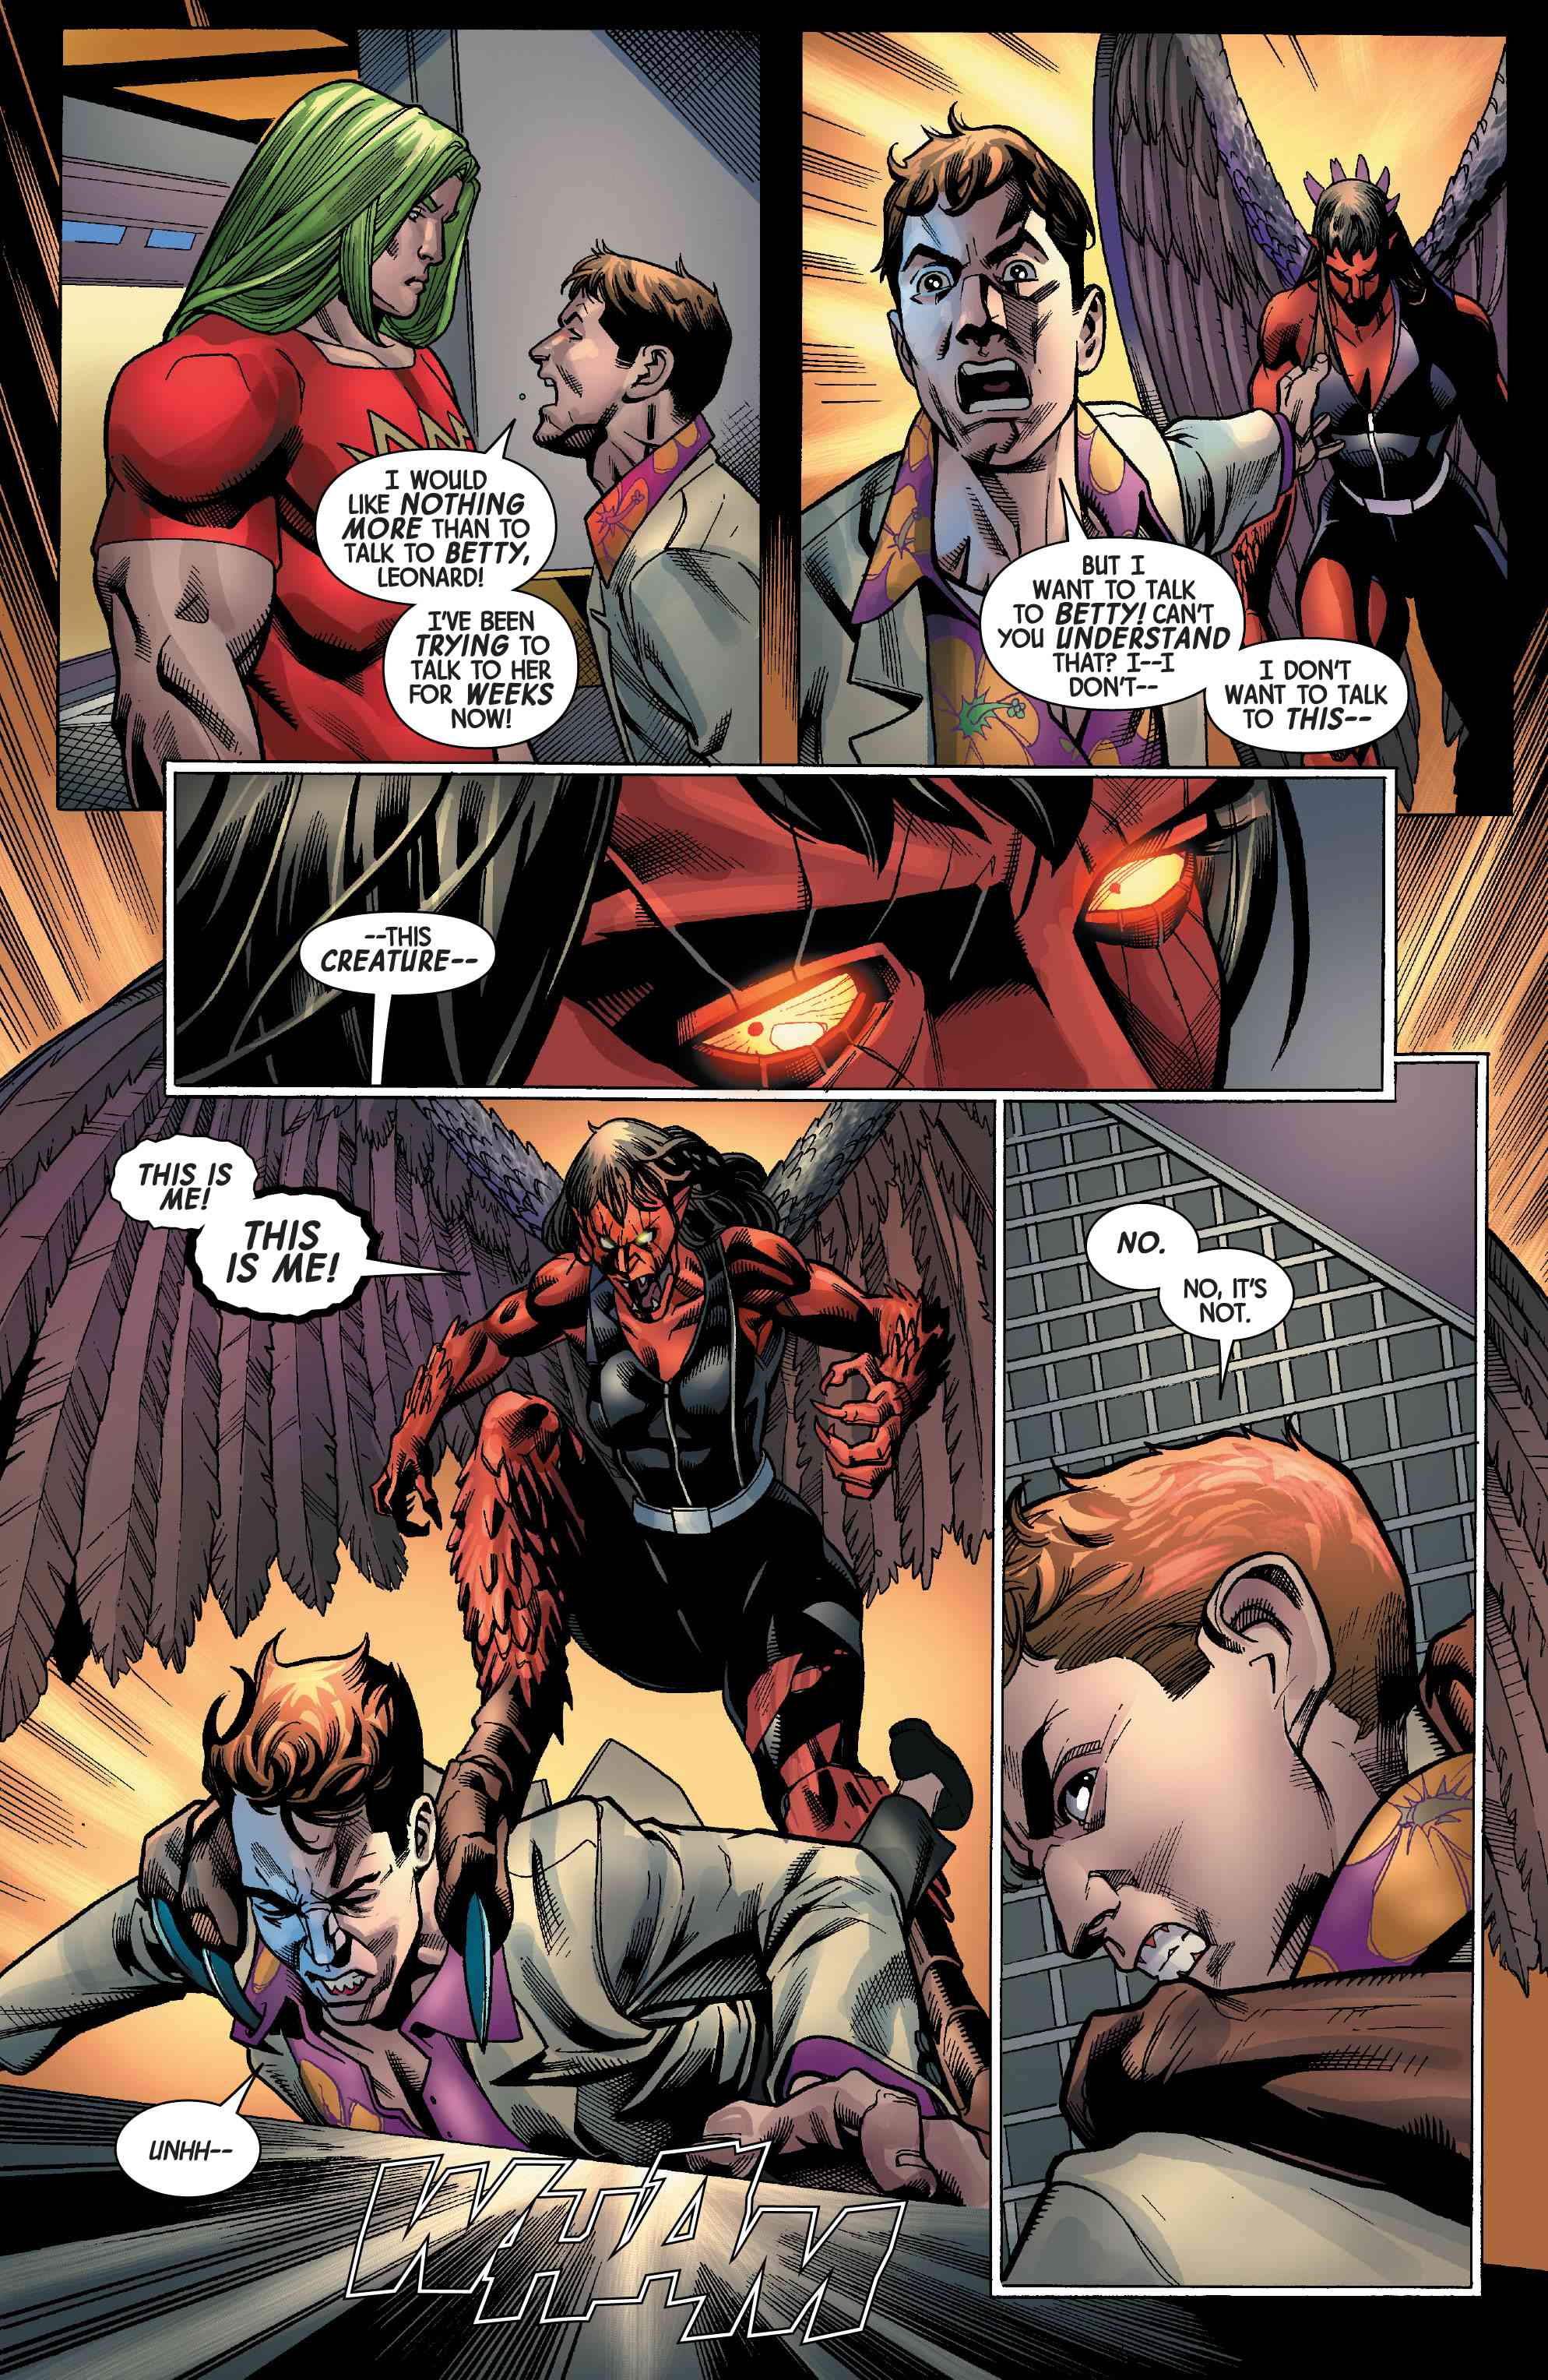 I WOULD
LIKE NOTHING
MORE THAN TO
TALK TO BETTY,
LEONARD!
I'VE BEEN
TRYING TO
TALK TO HER
FOR WEEKS
NOW!
BUT I
WANT TO TALK
TO BETTY! CAN'T
YOU UNDERSTAND
THAT? I--I
DON'T--
I DON'T
WANT TO TALK
TO THIS--
--THIS
CREATURE--
THIS IS
ME!
THIS
IS ME!
UNHH--
WHAM
NO.
NO, IT'S
NOT.